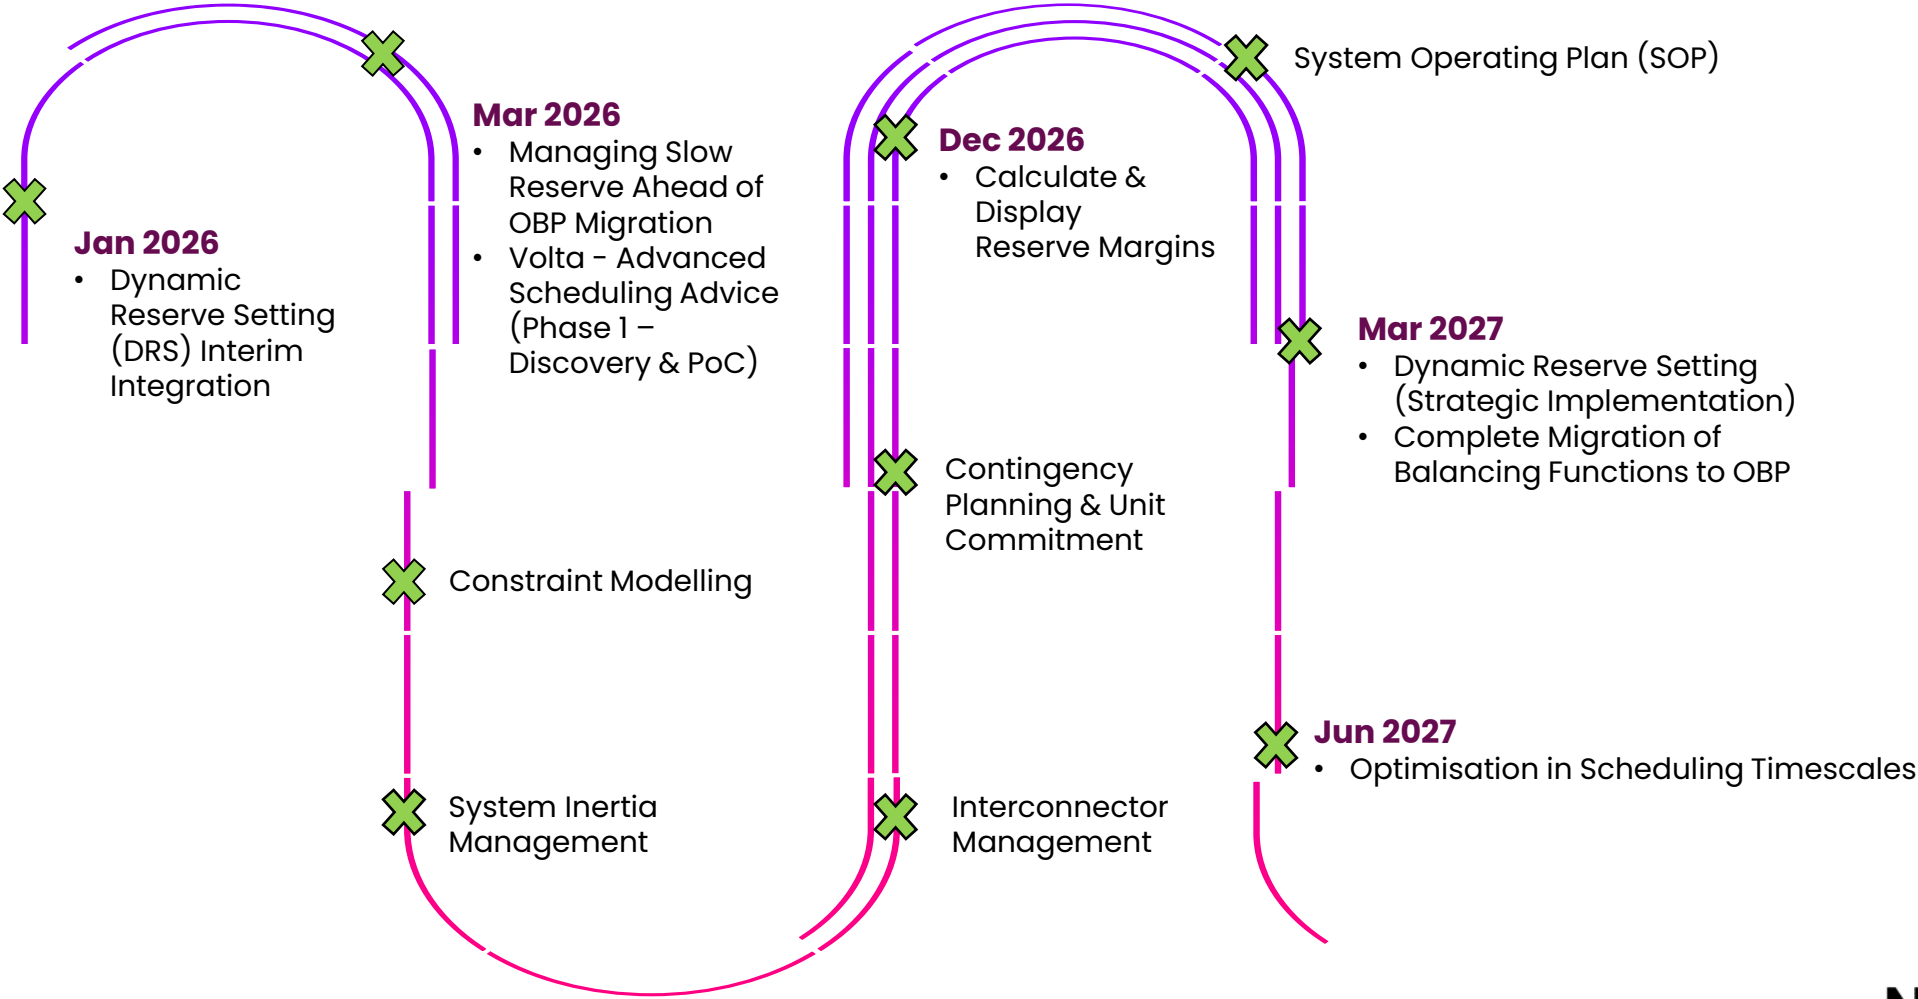 Jan 2026
• Dynamic
Reserve Setting
(DRS) Interim
Integration
Mar 2026
• Managing Slow
Reserve Ahead of
OBP Migration
• Volta - Advanced
Scheduling Advice
(Phase 1 –
Discovery & PoC)
Constraint Modelling
System Inertia
Management
Interconnector
Management
Contingency
Planning & Unit
Commitment
Dec 2026
• Calculate &
Display
Reserve Margins
System Operating Plan (SOP)
Mar 2027
• Dynamic Reserve Setting
(Strategic Implementation)
• Complete Migration of
Balancing Functions to OBP
Jun 2027
• Optimisation in Scheduling Timescales